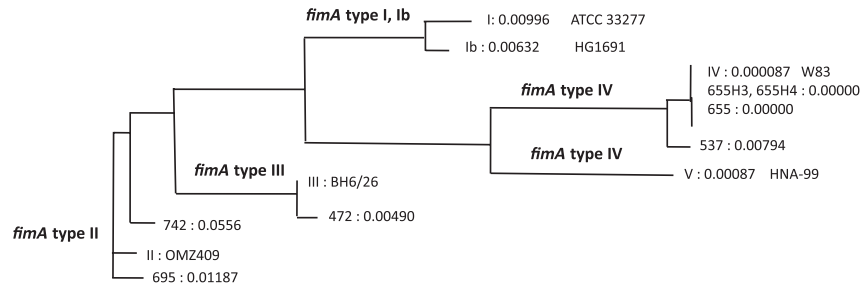 fimA type I, Ib
I: 0.00996 ATCC 33277
Ib : 0.00632 HG1691
fimA type IV
IV : 0.000087 W83
655H3, 655H4 : 0.00000
655 : 0.00000
537 : 0.00794
fimA type IV
V : 0.00087 HNA-99
fimA type III
III : BH6/26
472 : 0.00490
742 : 0.0556
fimA type II
II : OMZ409
695 : 0.01187